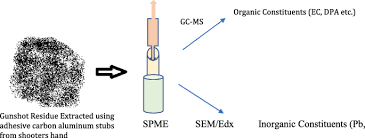 GC-MS
Organic Constituents (EC, DPA etc.)
Gunshot Residue Extracted using
adhesive carbon aluminum stubs
from shooters hand
SPME
SEM/Edx
Inorganic Constituents (Pb,